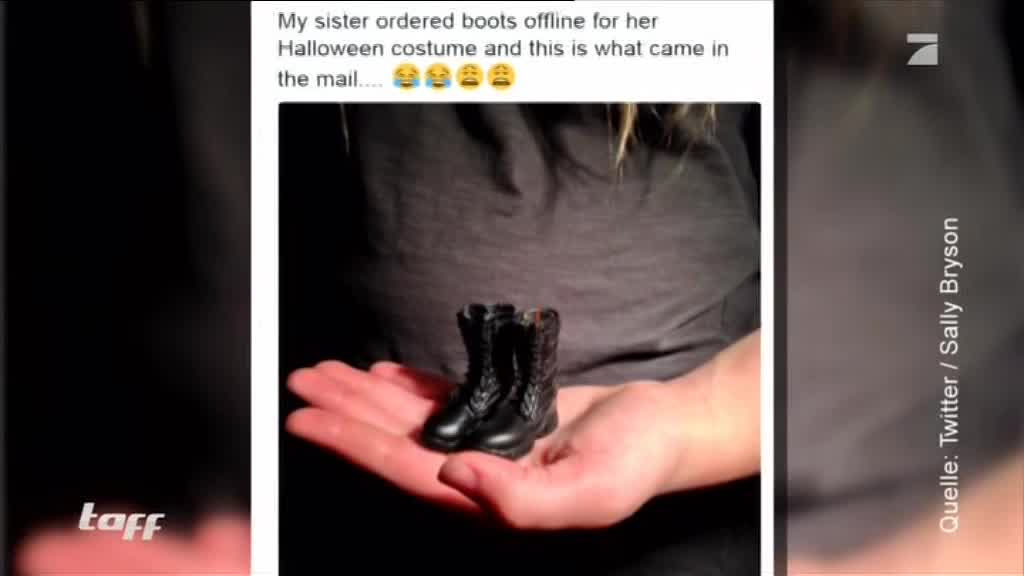 My sister ordered boots offline for her
Halloween costume and this is what came in
the mail.... 😂😂😩😩
taff
Quelle: Twitter / Sally Bryson